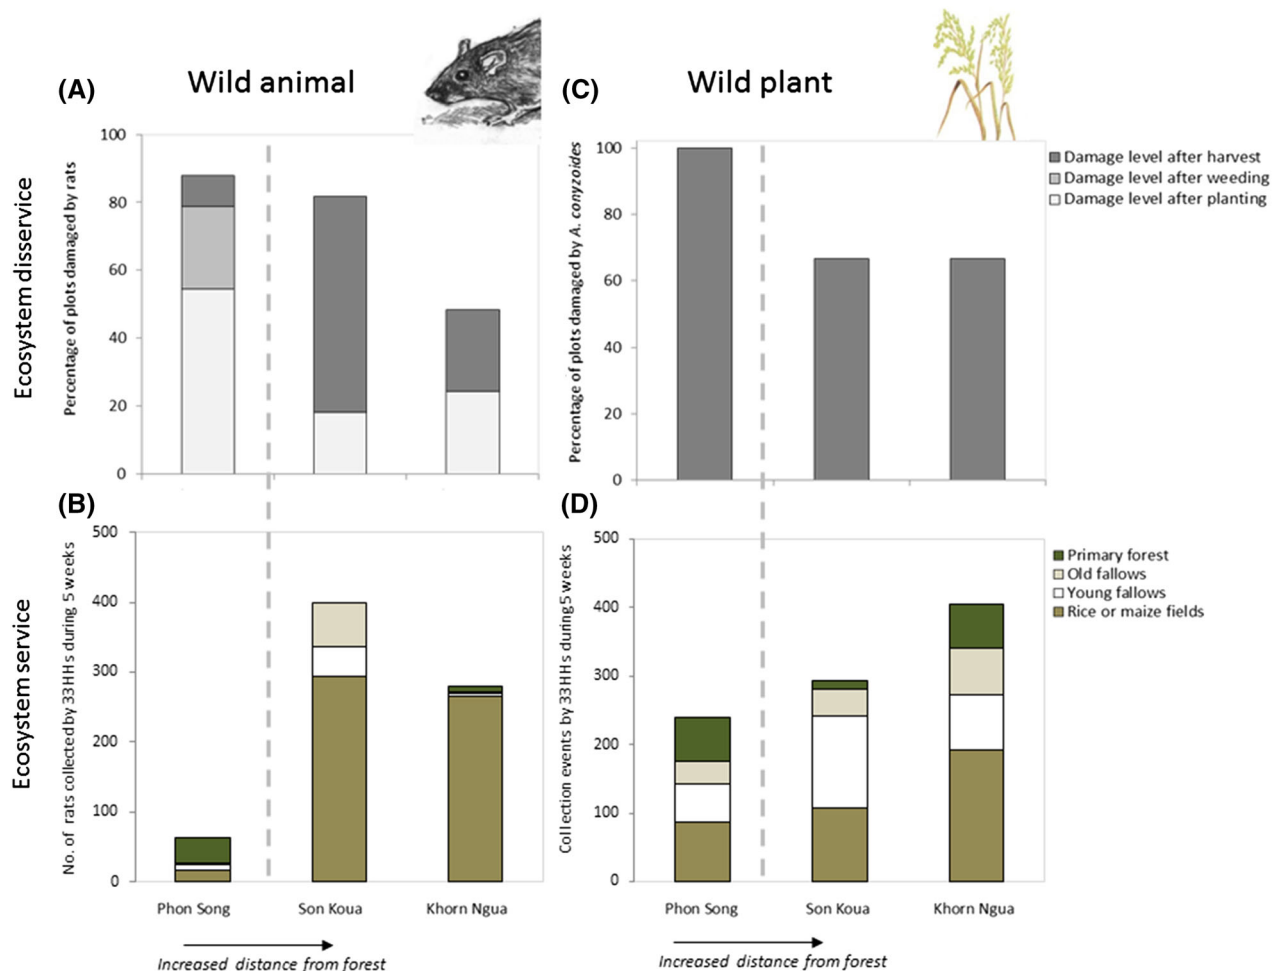 (A)
Wild animal
Ecosystem disservice
Percentage of plots damaged by rats
100
80
60
40
20
0
(C)
Wild plant
Percentage of plots damaged by A. conyzoides
100
80
60
40
20
0
Damage level after harvest
Damage level after weeding
Damage level after planting
(B)
Ecosystem service
No. of rats collected by 33HHs during 5 weeks
500
400
300
200
100
0
Phon Song Son Koua Khorn Ngua
Increased distance from forest
(D)
Collection events by 33HHs during 5 weeks
500
400
300
200
100
0
Primary forest
Old fallows
Young fallows
Rice or maize fields
Phon Song Son Koua Khorn Ngua
Increased distance from forest